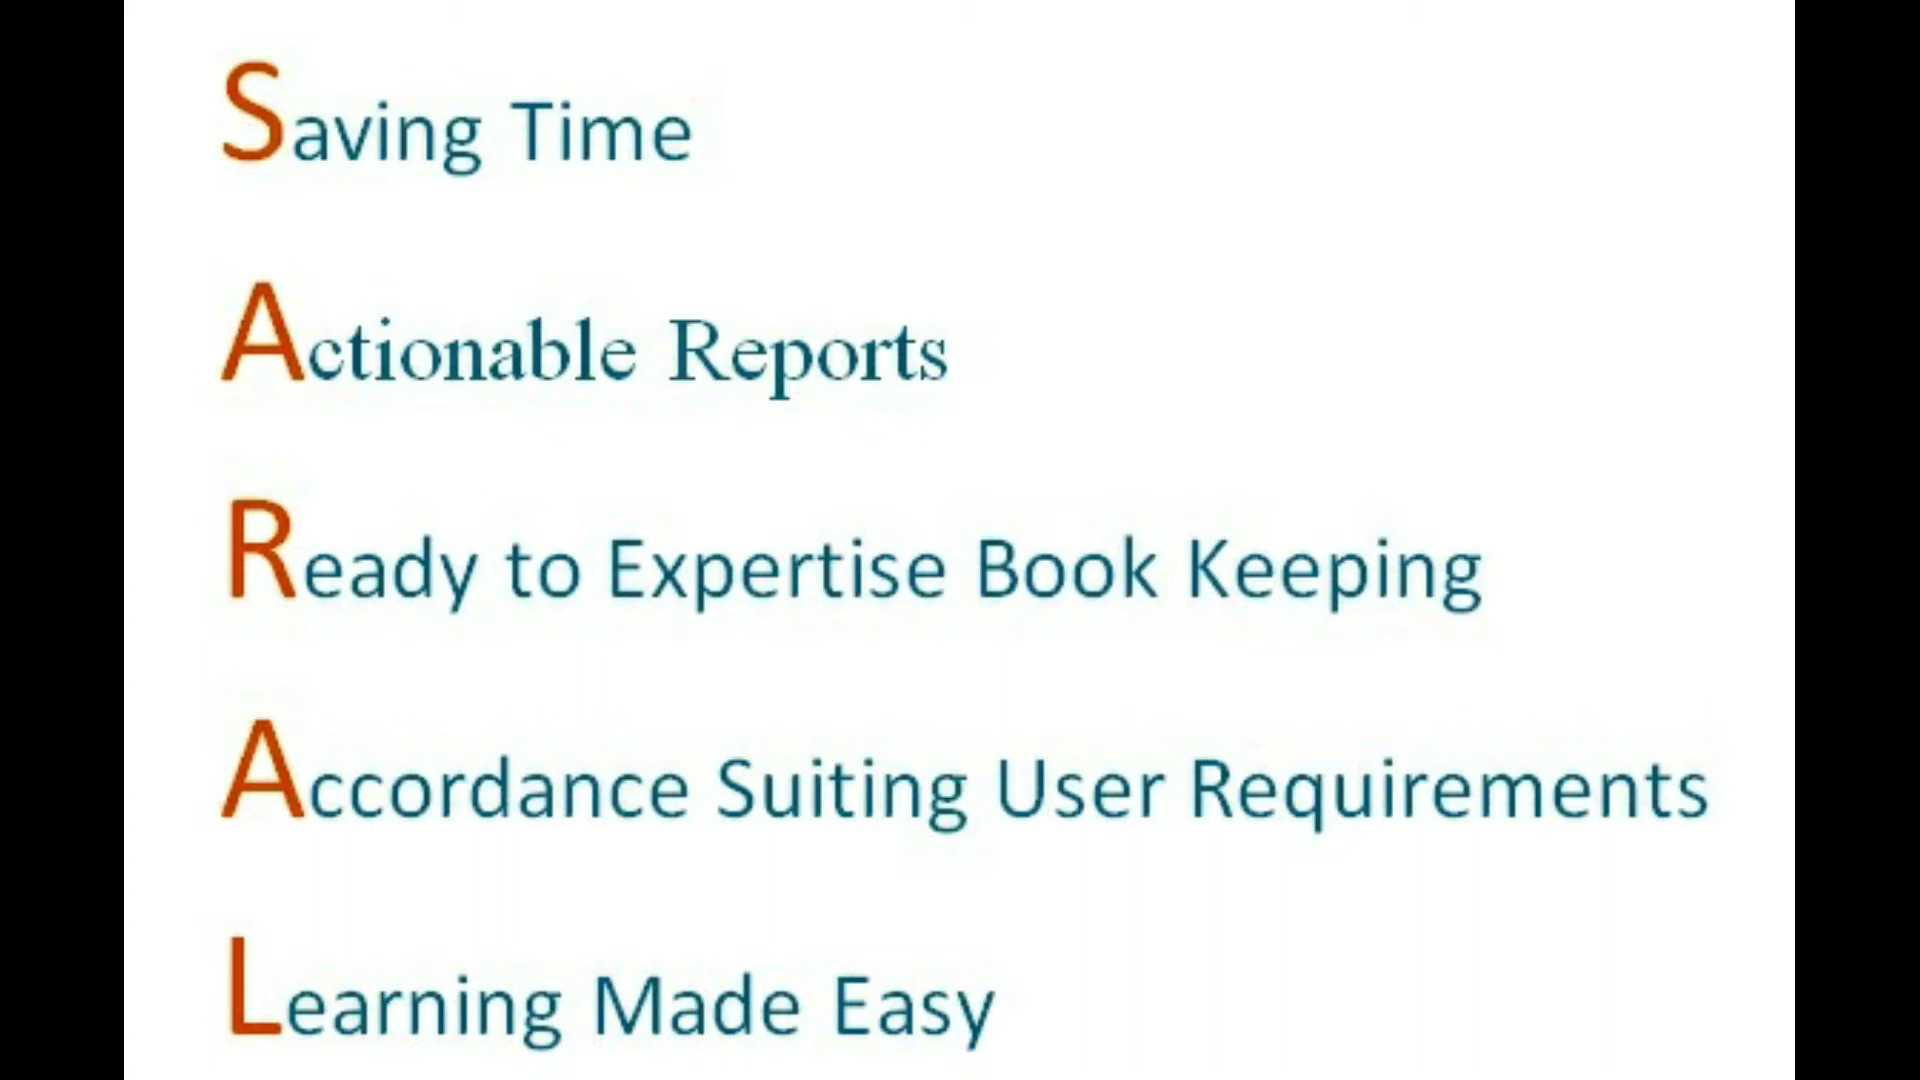 Saving Time
Actionable Reports
Ready to Expertise Book Keeping
Accordance Suiting User Requirements
Learning Made Easy